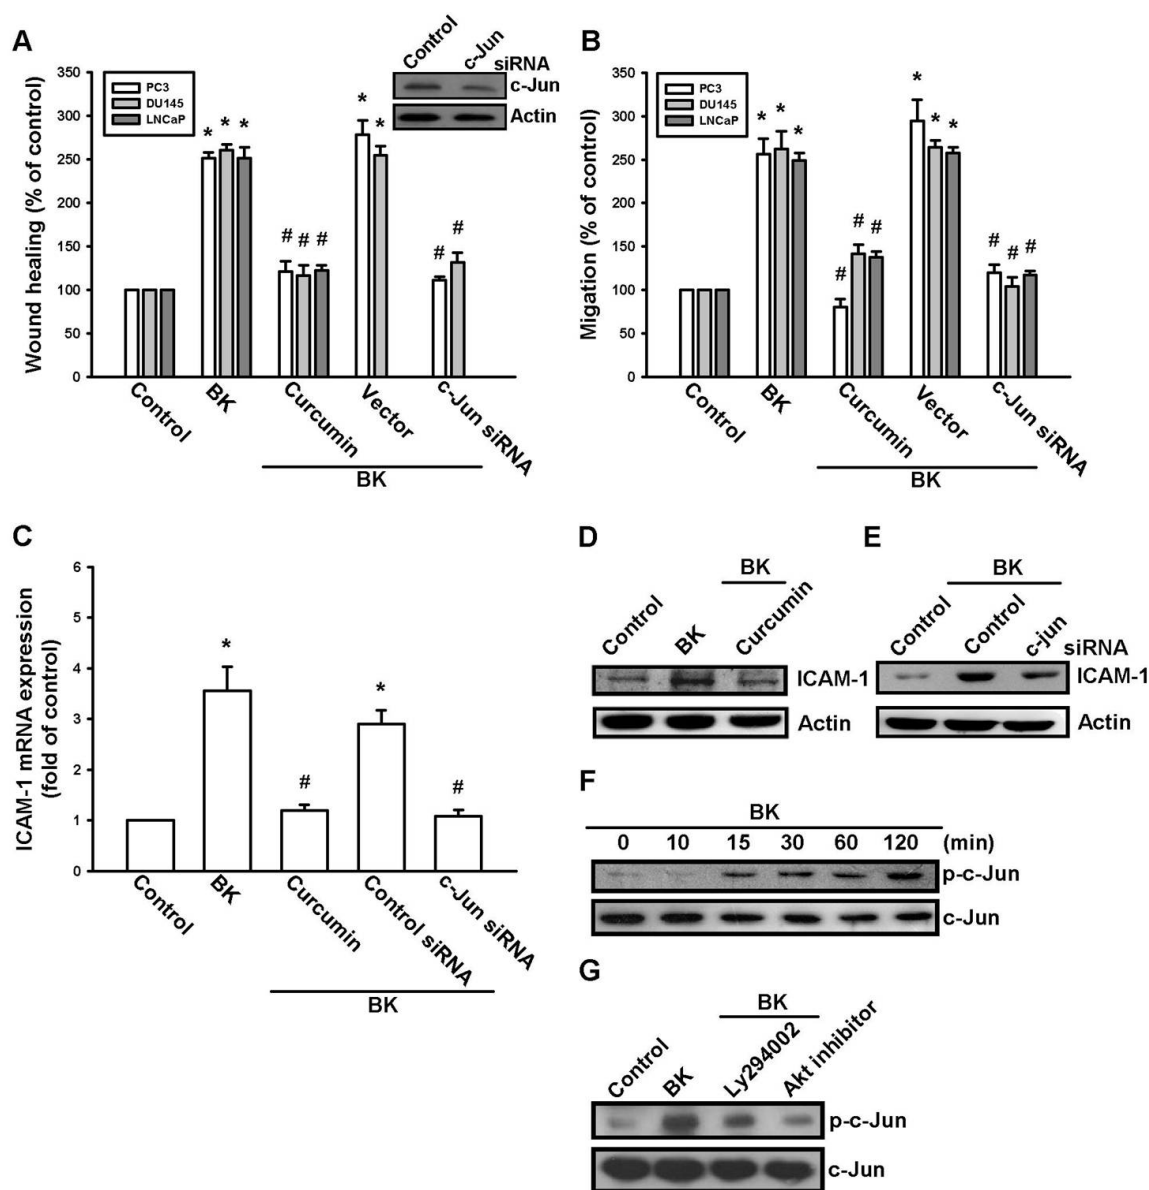 A
Control
c-Jun
siRNA
c-Jun
Actin
PC3
DU145
LNCaP
Wound healing (% of control)
350
300
250
200
150
100
50
0
* * *
# # #
* *
# #
Control
BK
Curcumin
Vector
c-Jun siRNA
BK
B
PC3
DU145
LNCaP
Migation (% of control)
350
300
250
200
150
100
50
0
* * *
# # #
* * *
# # #
Control
BK
Curcumin
Vector
c-Jun siRNA
BK
C
ICAM-1 mRNA expression
(fold of control)
6
5
4
3
2
1
0
*
#
*
#
Control
BK
Curcumin
Control siRNA
c-Jun siRNA
BK
D
BK
Control
BK
Curcumin
ICAM-1
Actin
E
BK
Control
Control
c-jun
siRNA
ICAM-1
Actin
F
BK
0 10 15 30 60 120 (min)
p-c-Jun
c-Jun
G
BK
Control
BK
Ly294002
Akt inhibitor
p-c-Jun
c-Jun